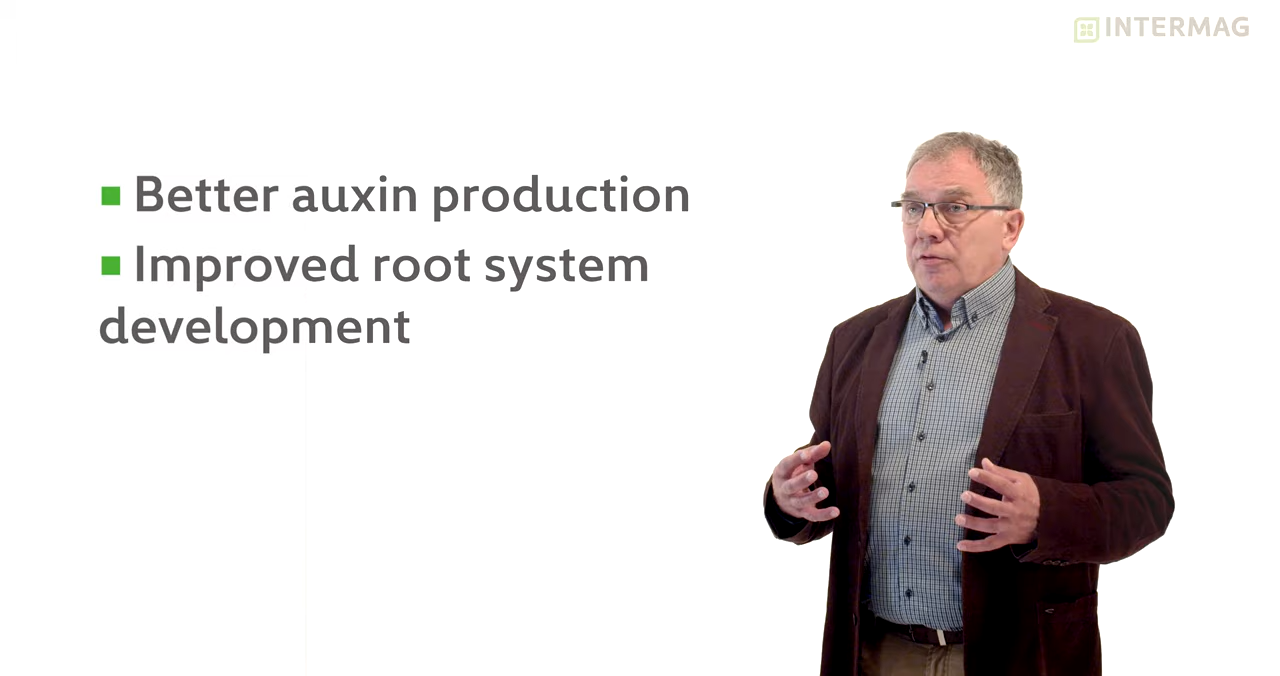 INTERMAG
■ Better auxin production
■ Improved root system
development